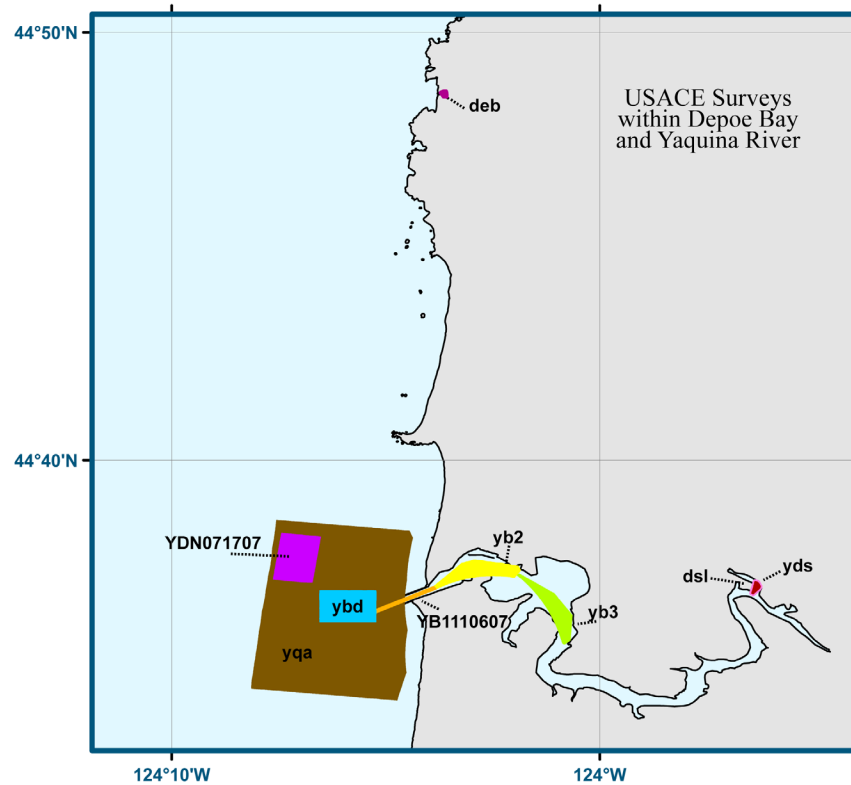 44°50'N
USACE Surveys
within Depoe Bay
and Yaquina River
deb
44°40'N
YDN071707
yb2
dsl
yds
ybd
YB1110607
yb3
yqa
124°10'W
124°W